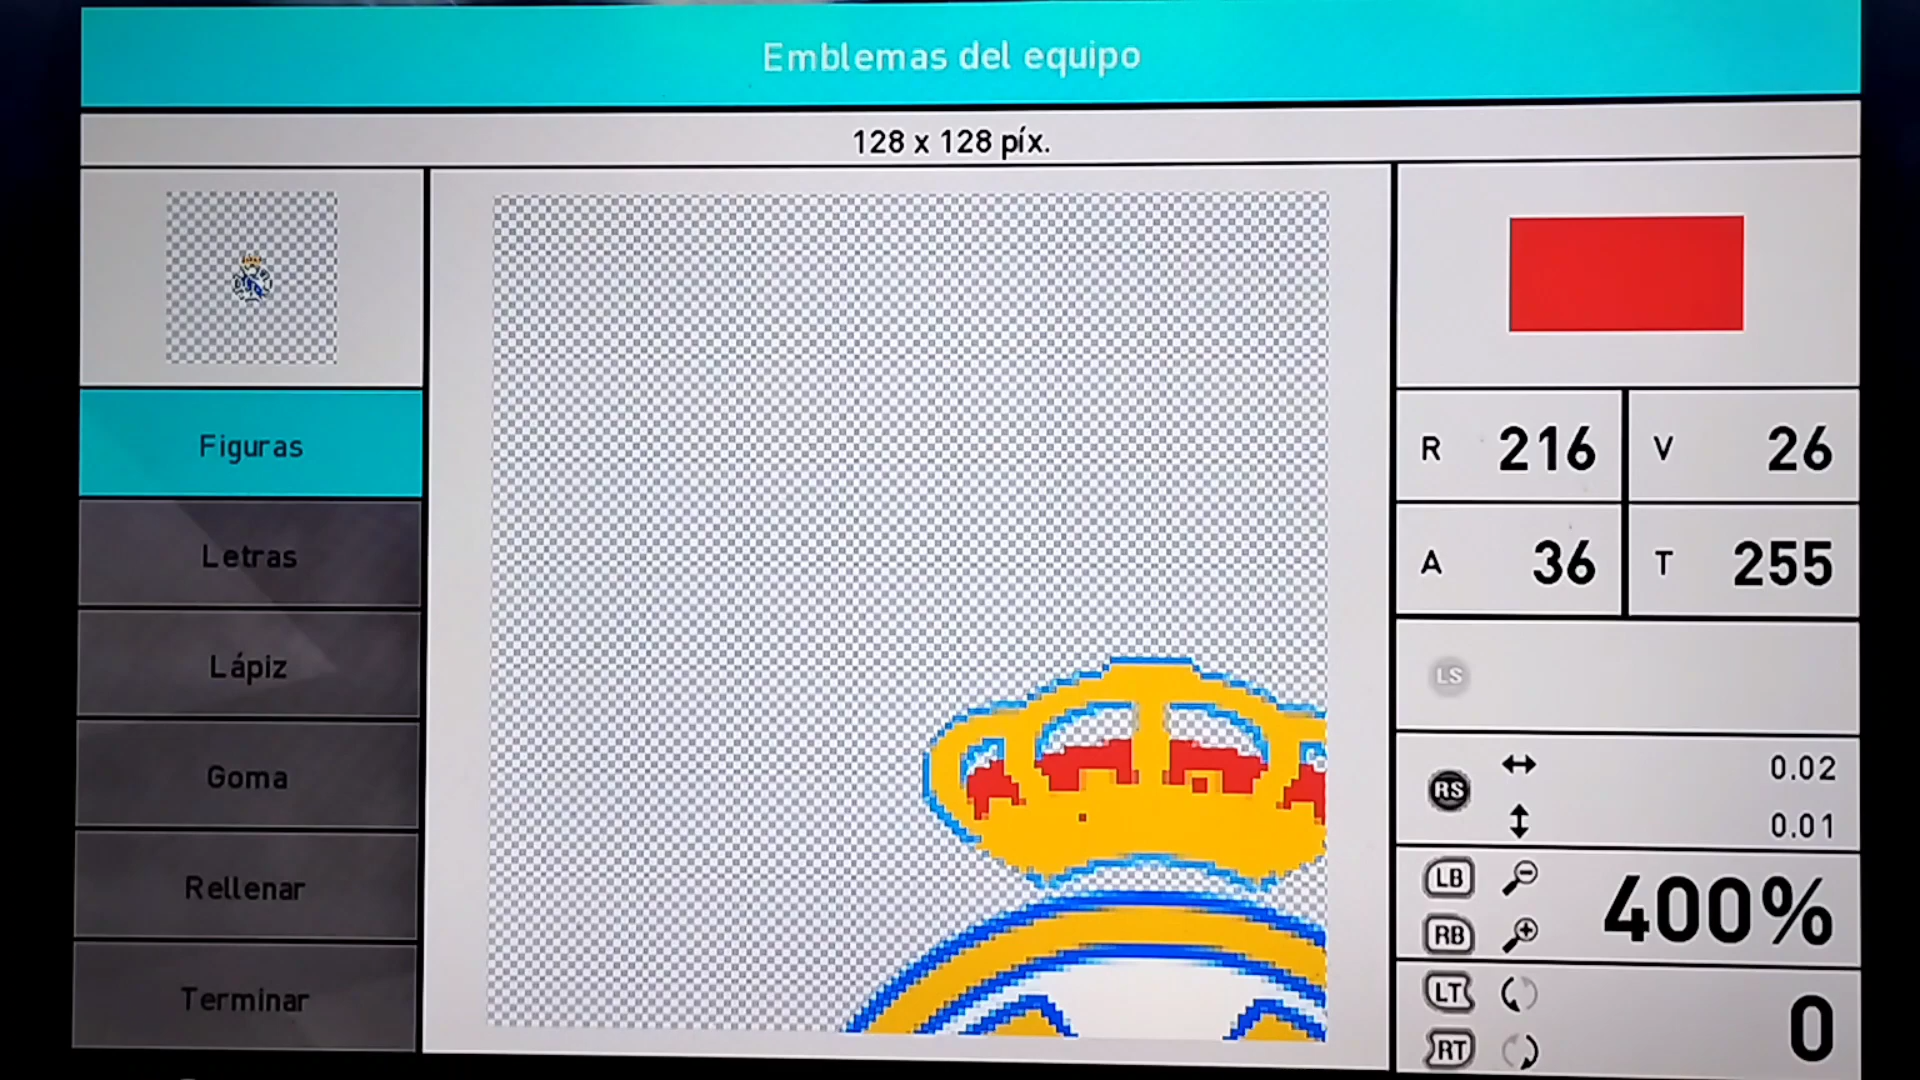 Emblemas del equipo
128 x 128 píx.
Figuras
Letras
Lápiz
Goma
Rellenar
Terminar
R 216
V 26
A 36
T 255
LS
RS
0.02
0.01
LB
RB
400%
LT
RT
0